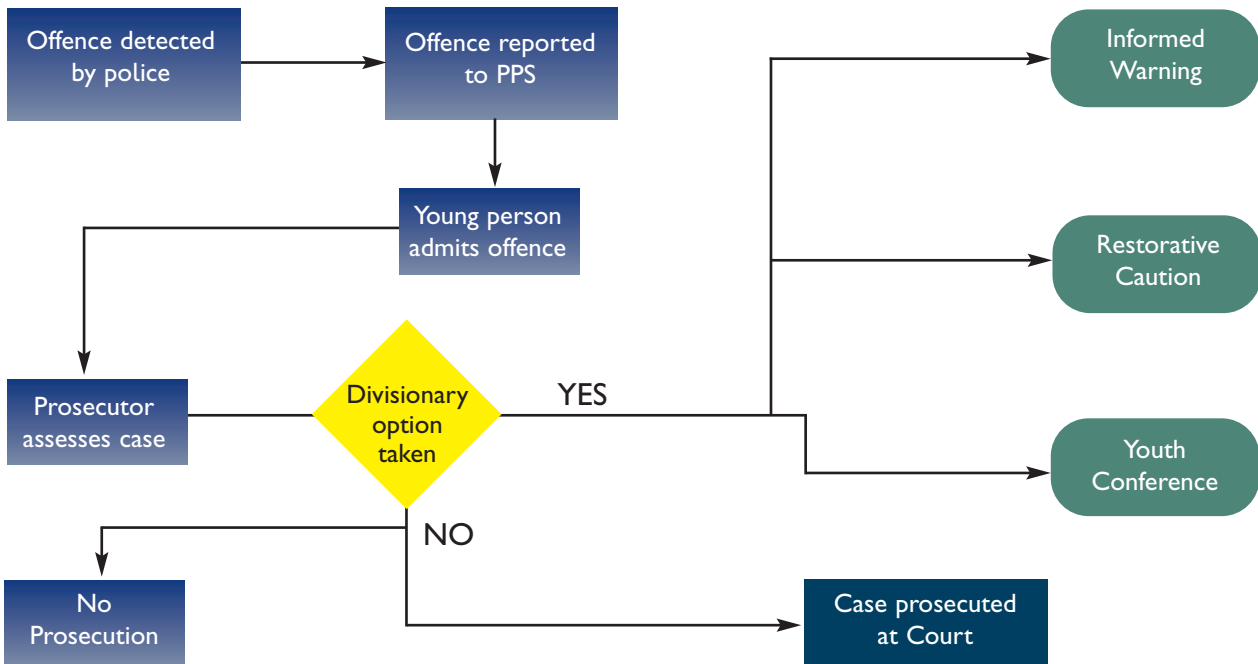 Offence detected
by police
Offence reported
to PPS
Informed
Warning
Young person
admits offence
Restorative
Caution
Prosecutor
assesses case
Divisionary
option
taken
YES
Youth
Conference
NO
No
Prosecution
Case prosecuted
at Court